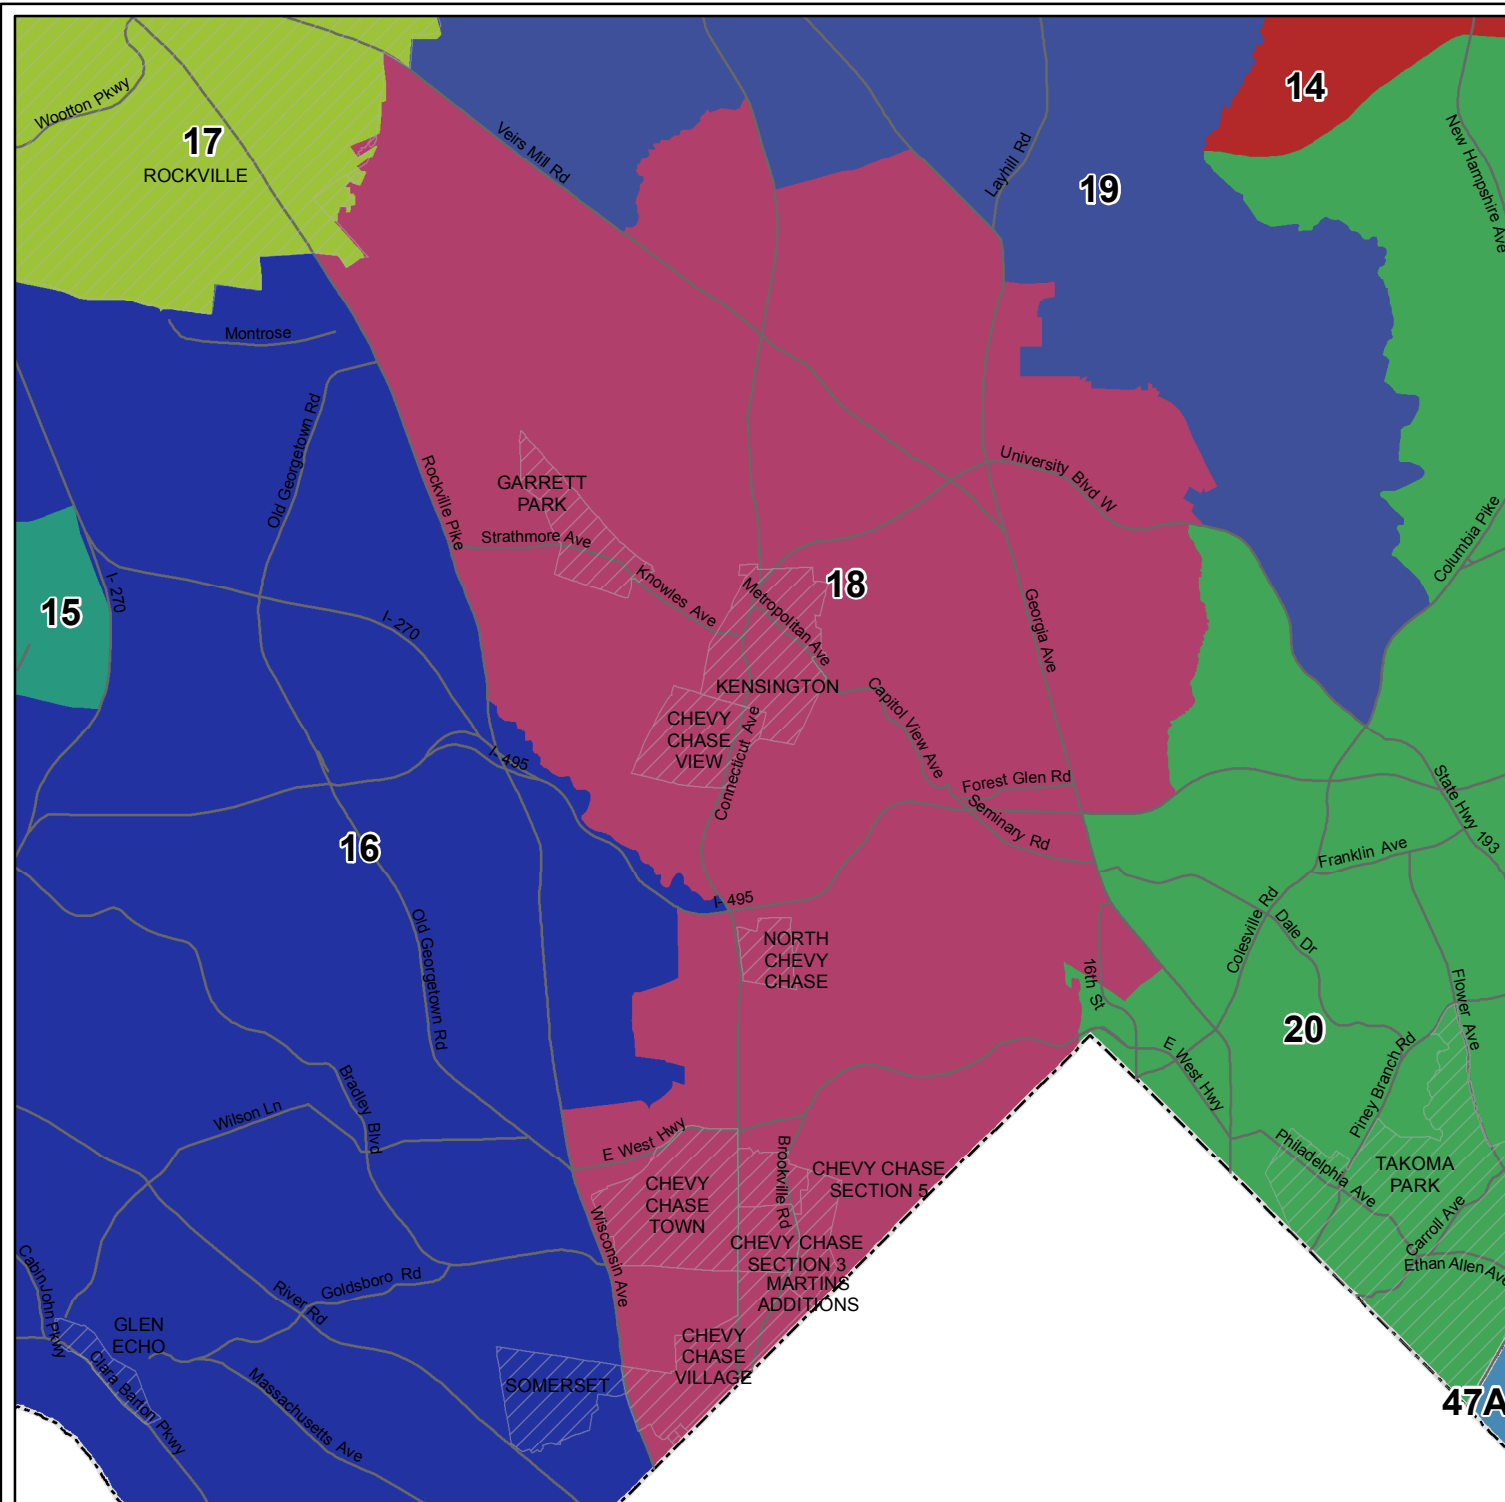 14
Wootton Pkwy
17
ROCKVILLE
Veirs Mill Rd
Layhill Rd
19
New Hampshire Ave
Montrose
Old Georgetown Rd
Rockville Pike
GARRETT
PARK
Strathmore Ave
University Blvd W
Columbia Pike
15
I- 270
I- 270
Knowles Ave
Metropolitan Ave
18
Georgia Ave
KENSINGTON
CHEVY
CHASE
VIEW
Connecticut Ave
Capitol View Ave
I- 495
Forest Glen Rd
Seminary Rd
State Hwy 193
16
Franklin Ave
I- 495
Old Georgetown Rd
NORTH
CHEVY
CHASE
16th St
Colesville Rd
Dale Dr
Flower Ave
20
E West Hwy
Piney Branch Rd
Bradley Blvd
Wilson Ln
E West Hwy
Brookville Rd
CHEVY CHASE
SECTION 5
Philadelphia Ave
TAKOMA
PARK
CHEVY
CHASE
TOWN
Wisconsin Ave
CHEVY CHASE
SECTION 3
MARTINS
ADDITIONS
Carroll Ave
Ethan Allen Ave
Cabin John Pkwy
Goldsboro Rd
River Rd
GLEN
ECHO
Clara Barton Pkwy
Massachusetts Ave
SOMERSET
CHEVY
CHASE
VILLAGE
47A